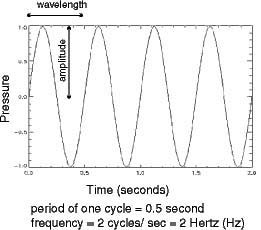 wavelength
1.0
amplitude
Pressure
0.5
0.0
-0.5
-1.0
0.0
0.5
1.0
1.5
2.0
Time (seconds)
period of one cycle = 0.5 second
frequency = 2 cycles/ sec = 2 Hertz (Hz)